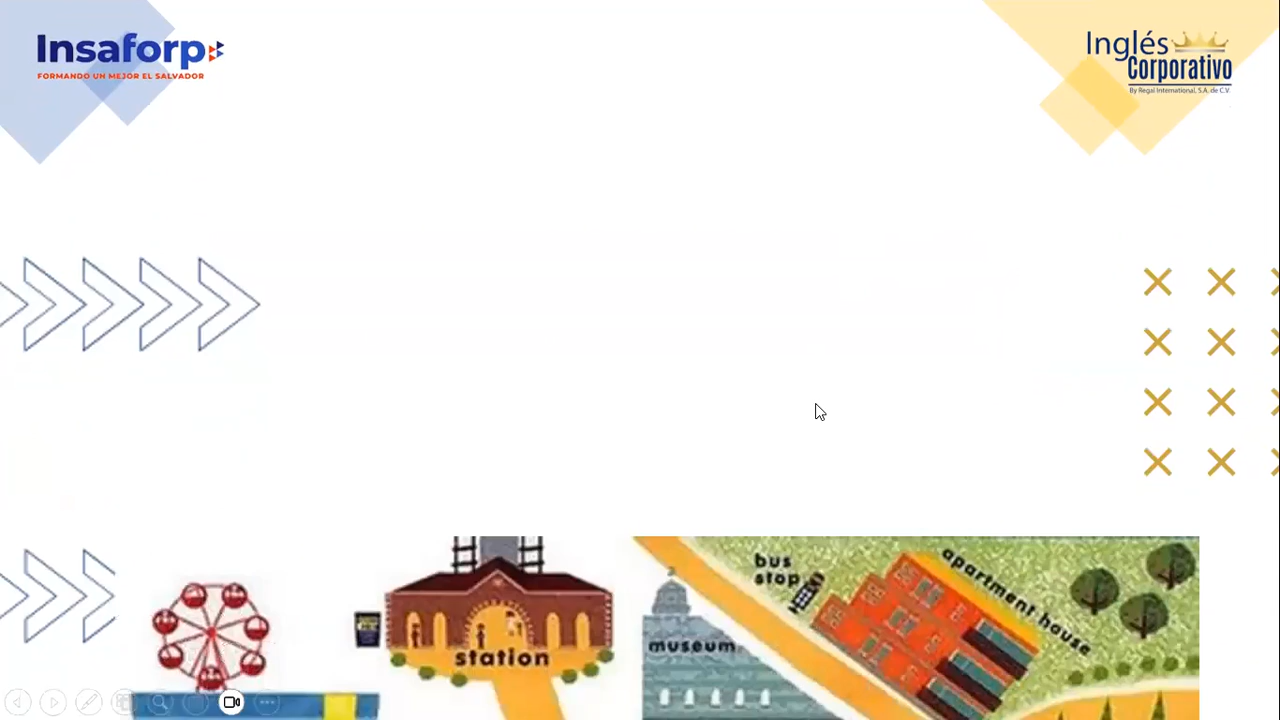 Insaforp
FORMANDO UN MEJOR EL SALVADOR
Inglés
Corporativo
By Regal International, S.A. de C.V.
bus
stop
apartment house
station
museum